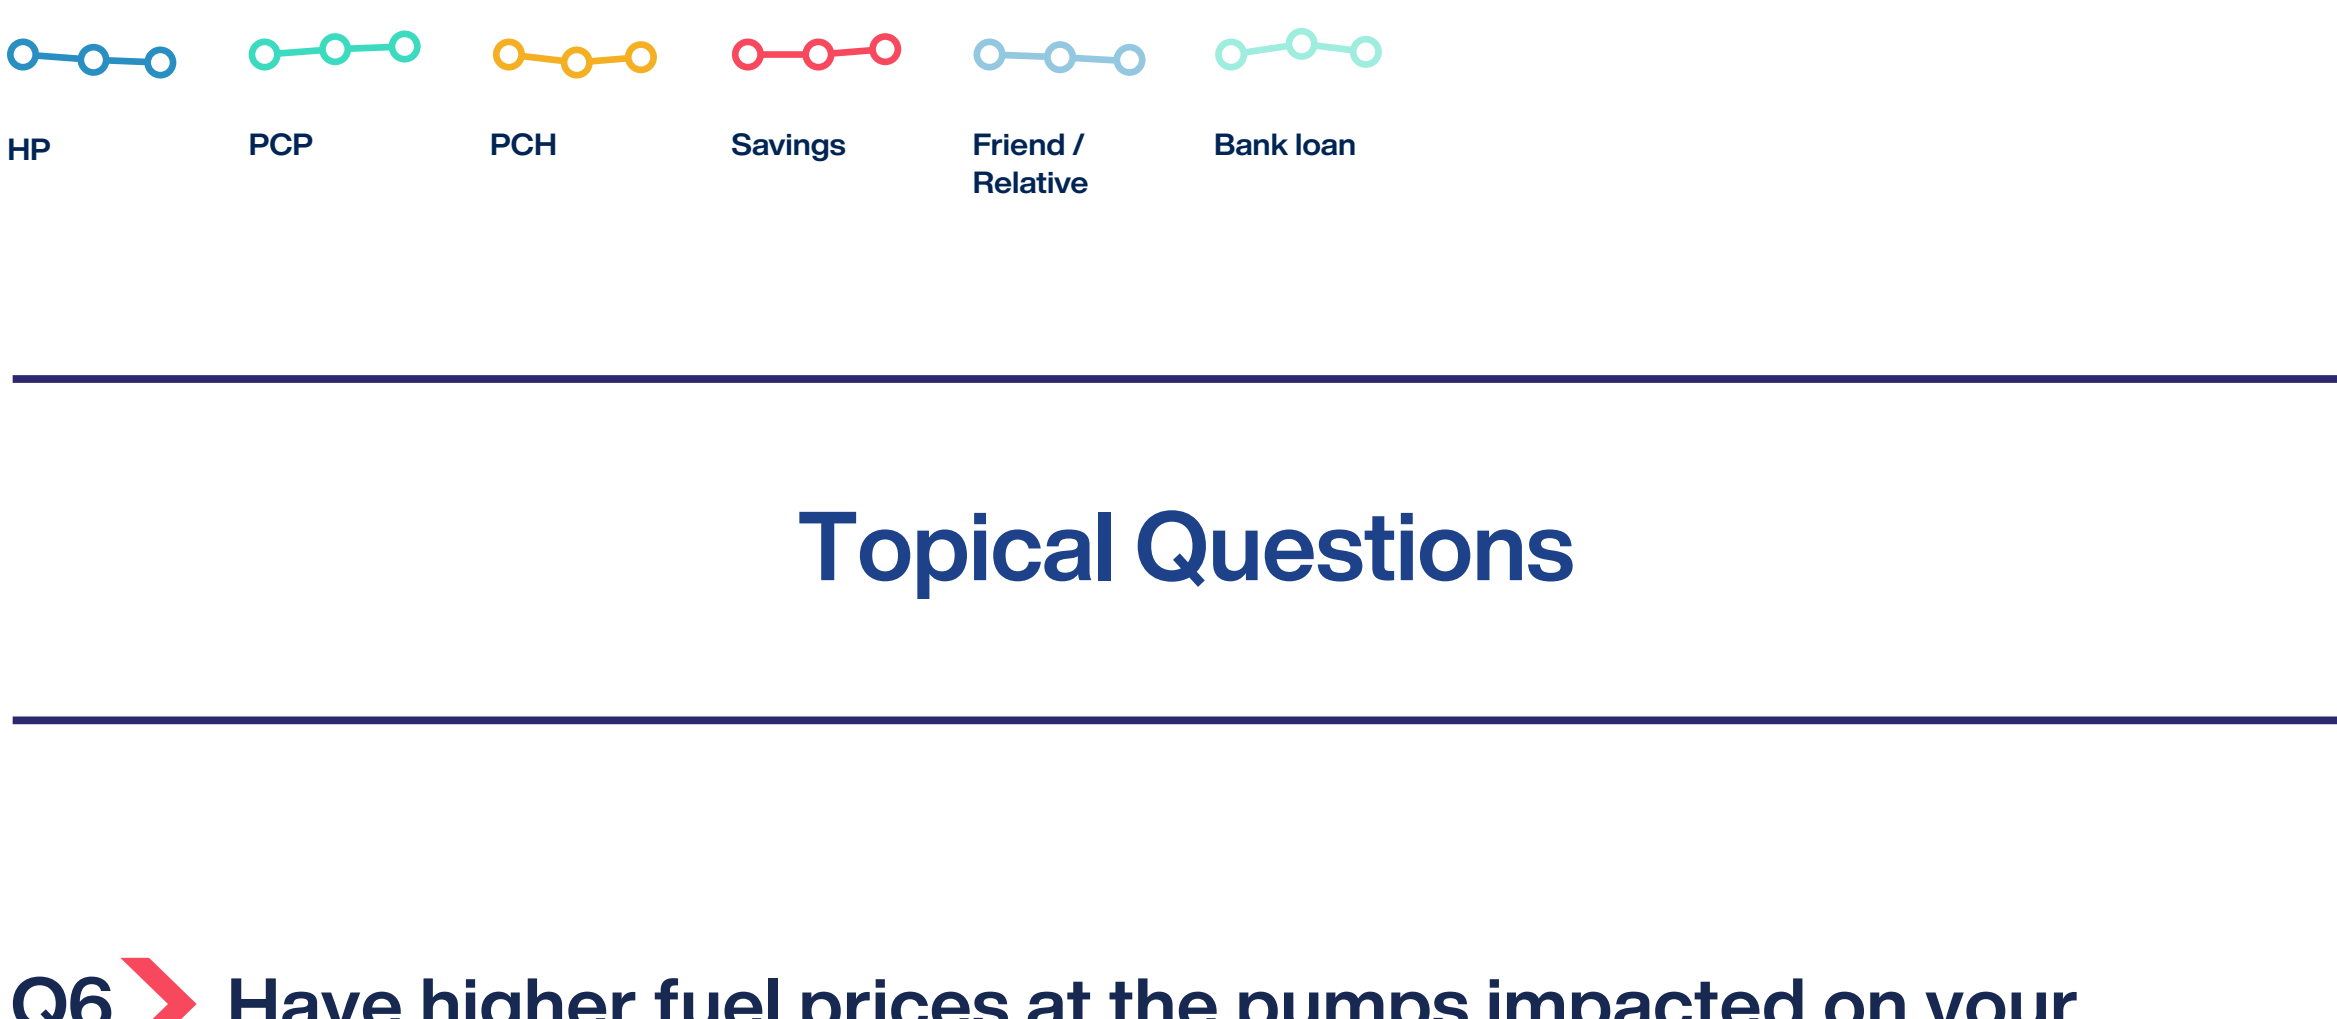 HP
PCP
PCH
Savings
Friend /
Relative
Bank loan
Topical Questions
Q6 Have higher fuel prices at the pumps impacted on your